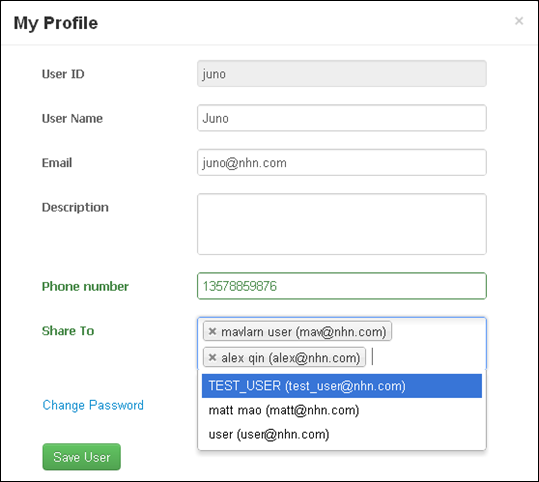 My Profile ×
User ID juno
User Name Juno
Email juno@nhn.com
Description
Phone number 13578859876
Share To × mavlarn user (mav@nhn.com)
× alex qin (alex@nhn.com)
TEST_USER (test_user@nhn.com)
Change Password matt mao (matt@nhn.com)
user (user@nhn.com)
Save User